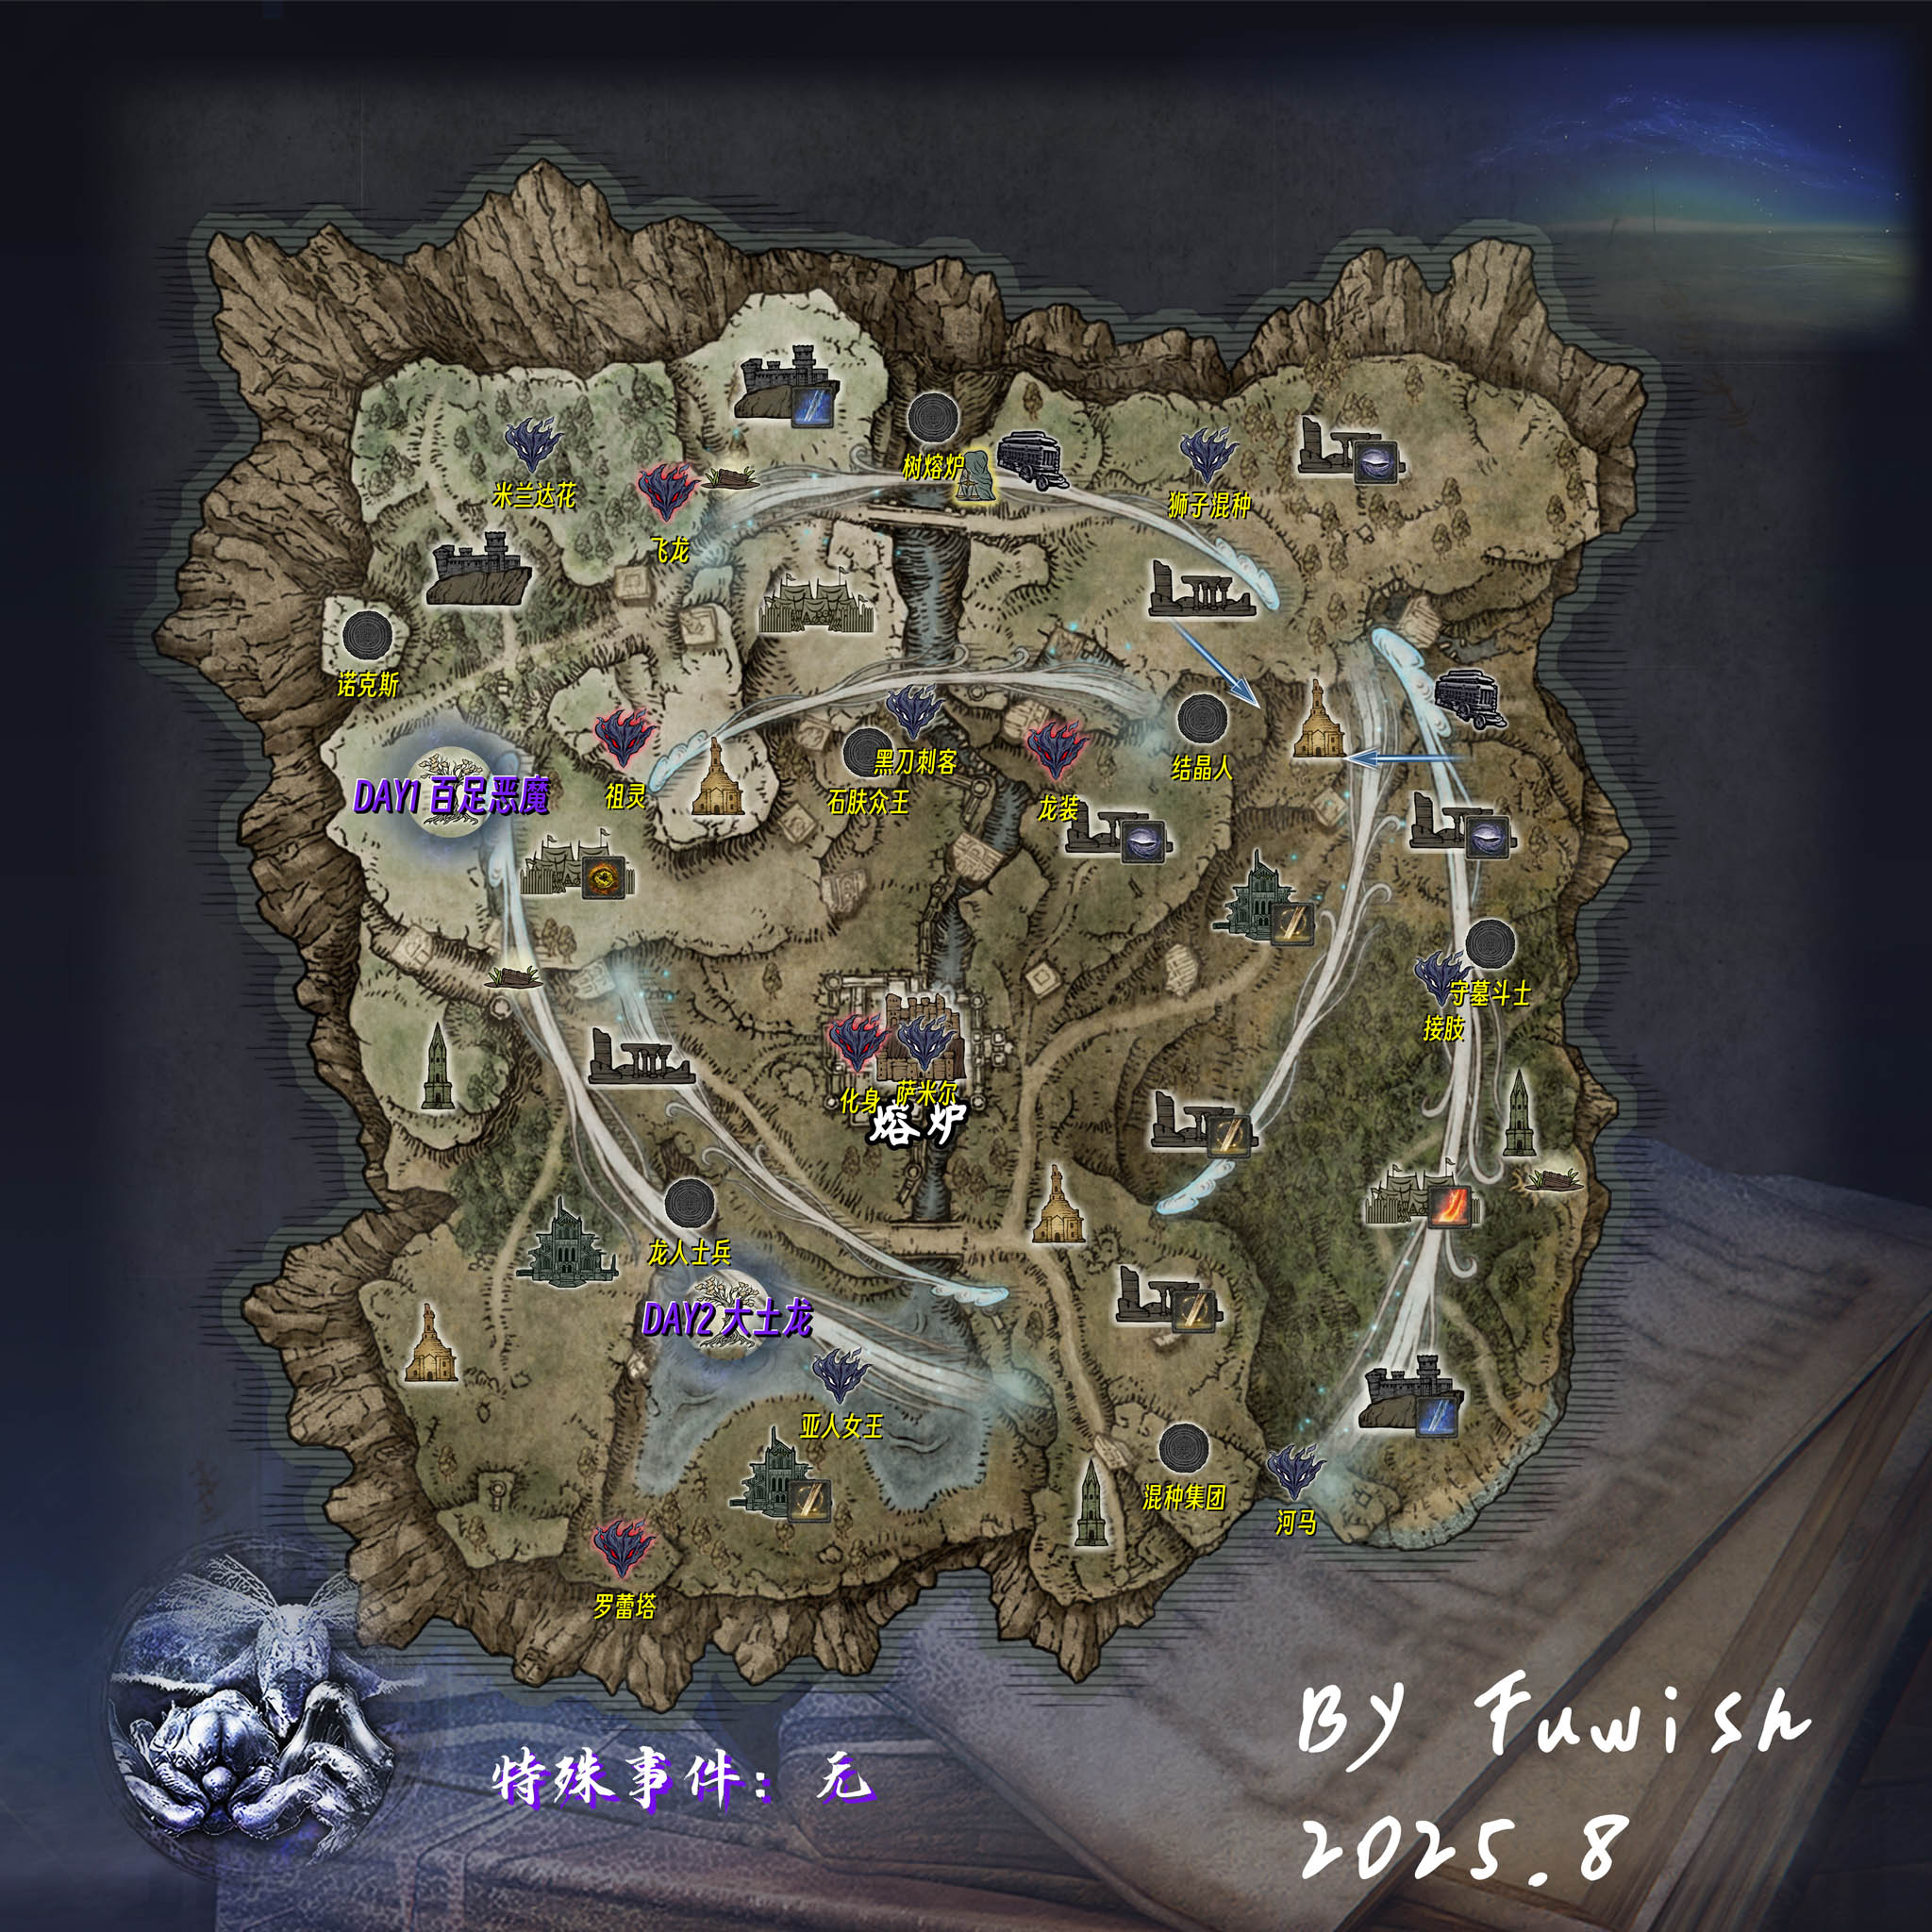 树熔炉
米兰达花
狮子混种
飞龙
诺克斯
黑刀刺客
结晶人
DAY1 百足恶魔
祖灵
石肤众王
龙装
守墓斗士
接肢
化身
萨米尔
熔炉
龙人士兵
DAY2 大土龙
亚人女王
混种集团
河马
罗蕾塔
特殊事件：无
BY Fuwish
2025.8